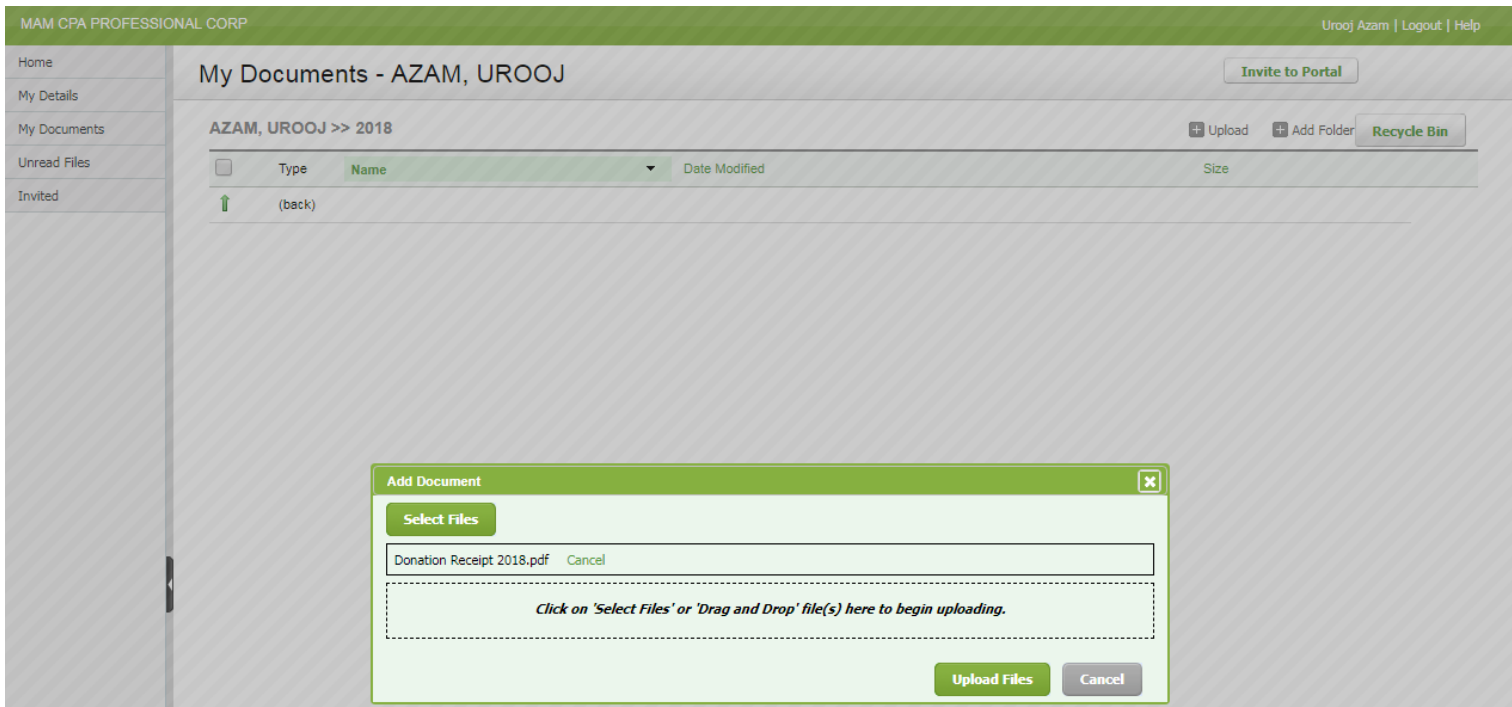 MAM CPA PROFESSIONAL CORP
Urooj Azam | Logout | Help
Home
My Details
My Documents
Unread Files
Invited
My Documents - AZAM, UROOJ
Invite to Portal
AZAM, UROOJ >> 2018
Upload
Add Folder
Recycle Bin
Type Name Date Modified Size
(back)
Add Document
Select Files
Donation Receipt 2018.pdf Cancel
Click on 'Select Files' or 'Drag and Drop' file(s) here to begin uploading.
Upload Files Cancel